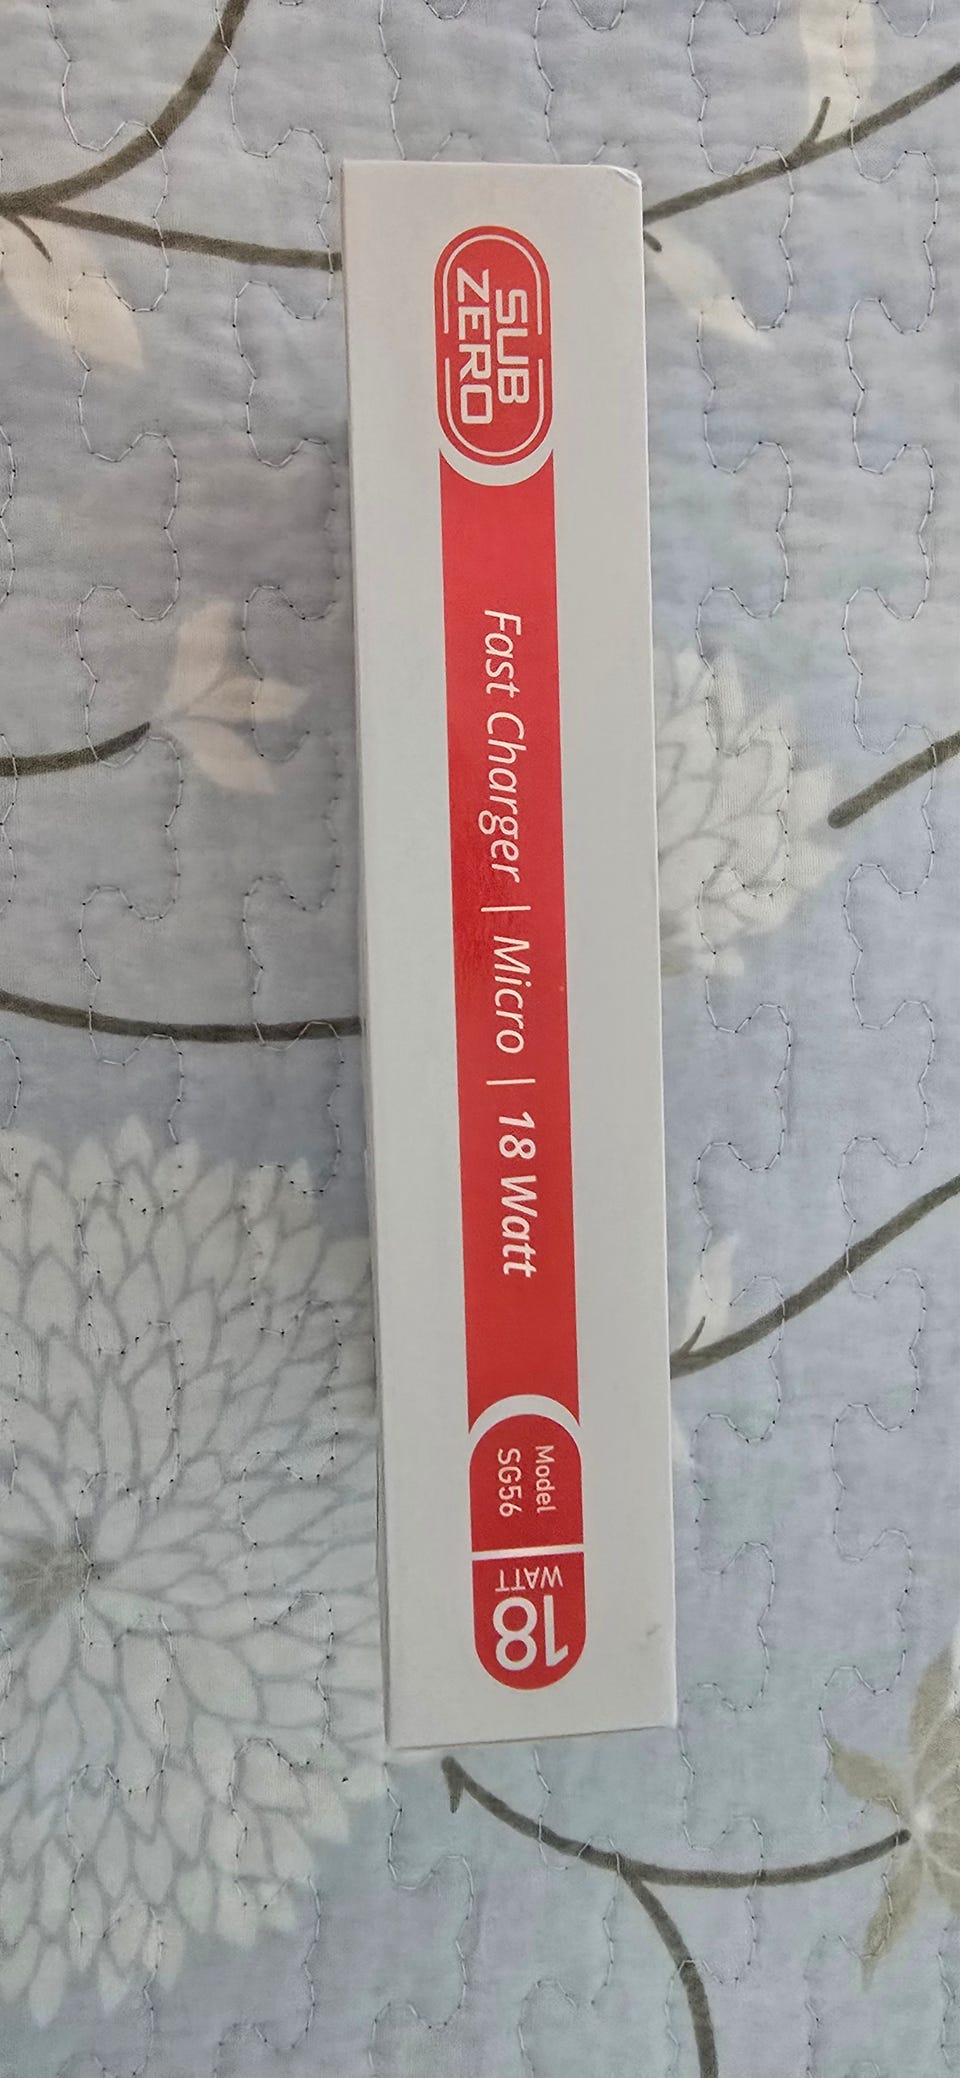 SUB
ZERO
Fast Charger | Micro | 18 Watt
Model
SG56
18
WATT